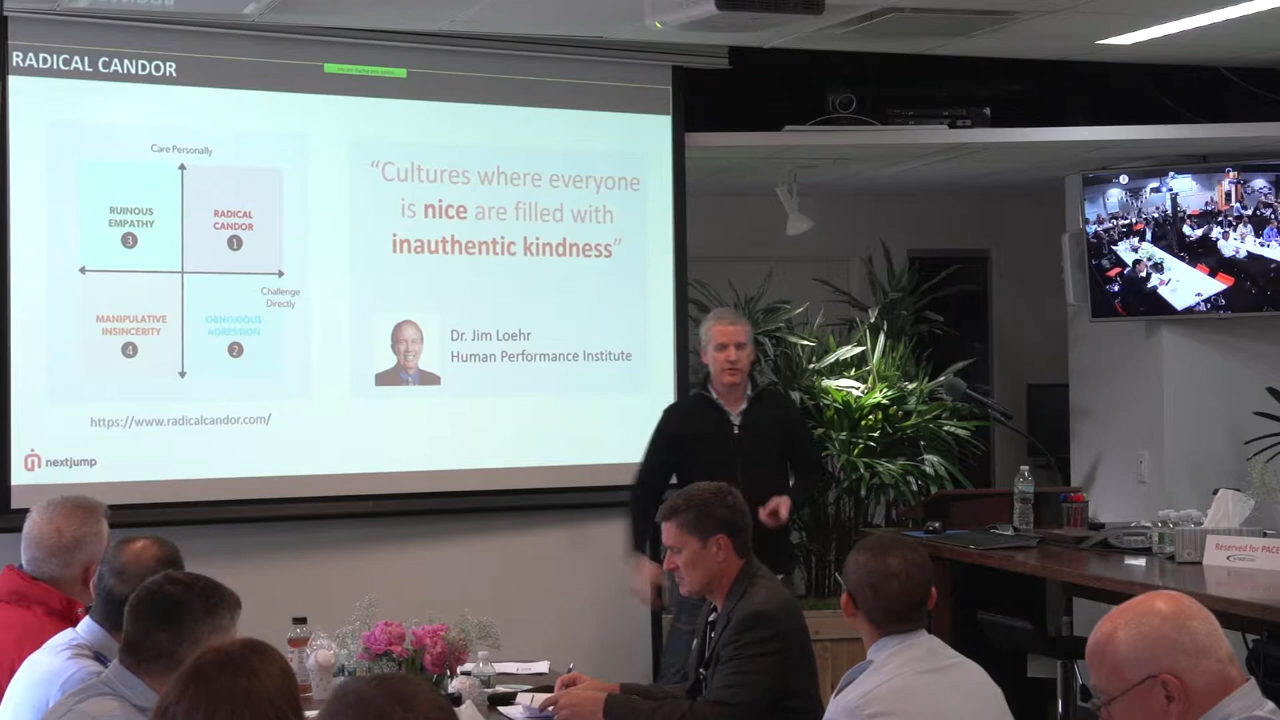 RADICAL CANDOR
Care Personally
RUINOUS
EMPATHY
3
RADICAL
CANDOR
1
Challenge
Directly
MANIPULATIVE
INSINCERITY
4
OBNOXIOUS
AGRESSION
2
https://www.radicalcandor.com/
“Cultures where everyone
is nice are filled with
inauthentic kindness”
Dr. Jim Loehr
Human Performance Institute
nextjump
Reserved for PACE